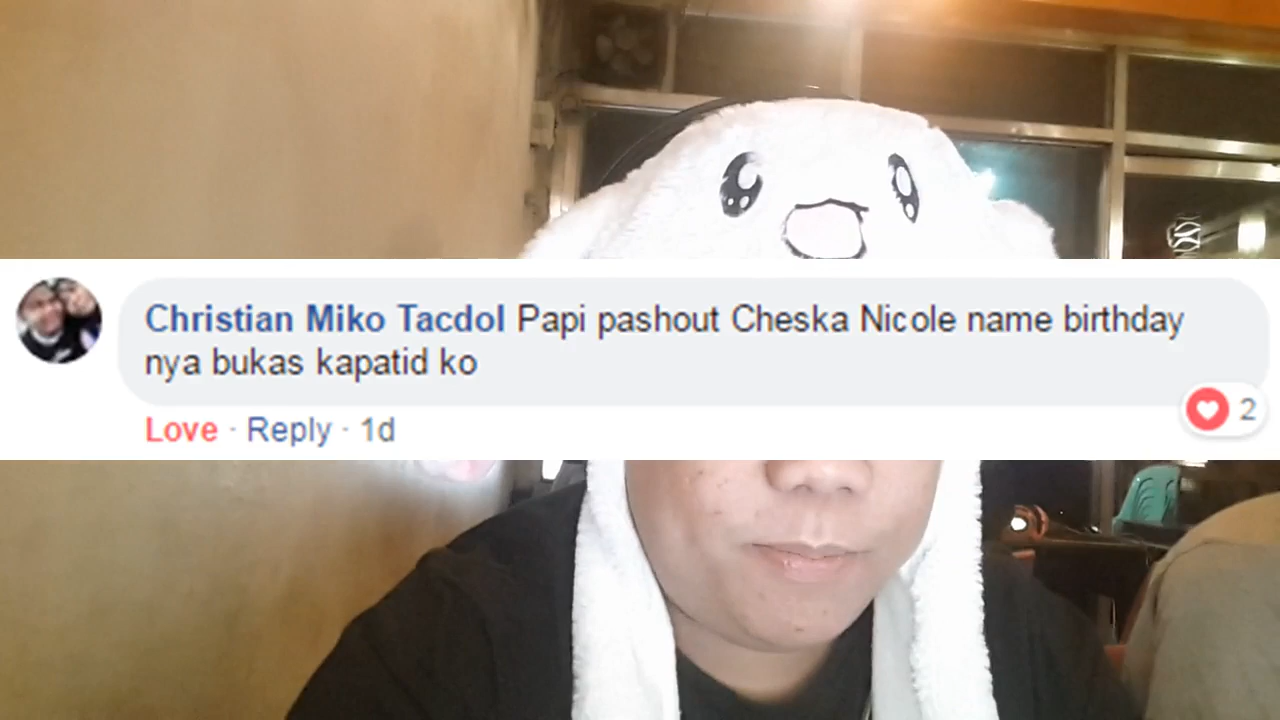 Christian Miko Tacdol Papi pashout Cheska Nicole name birthday
nya bukas kapatid ko
Love · Reply · 1d
2